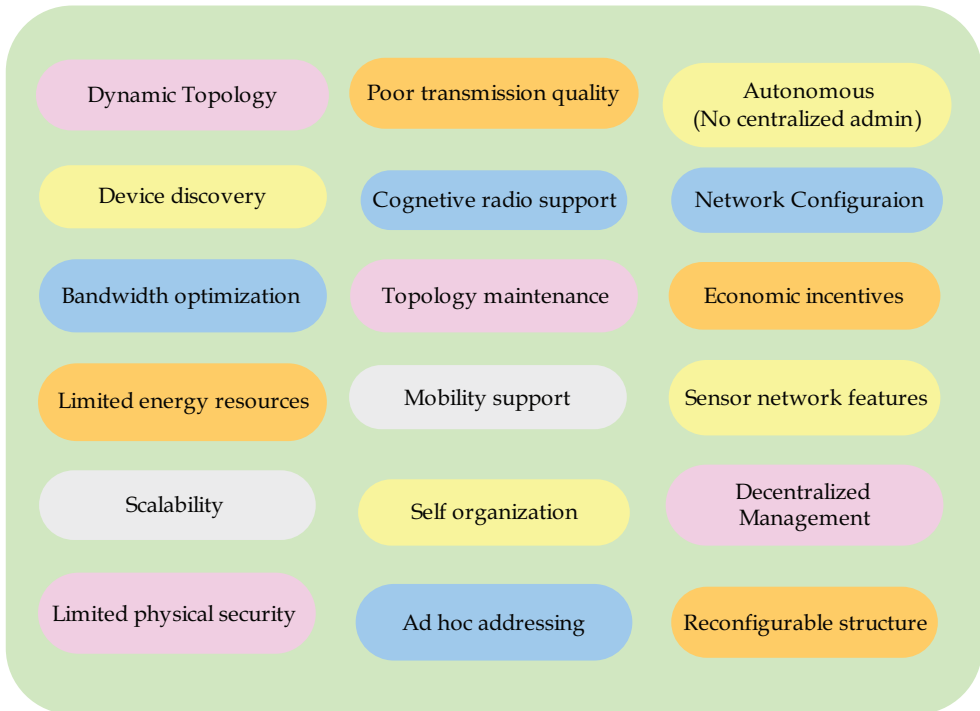 Dynamic Topology
Poor transmission quality
Autonomous
(No centralized admin)
Device discovery
Cognetive radio support
Network Configuraion
Bandwidth optimization
Topology maintenance
Economic incentives
Limited energy resources
Mobility support
Sensor network features
Scalability
Self organization
Decentralized
Management
Limited physical security
Ad hoc addressing
Reconfigurable structure